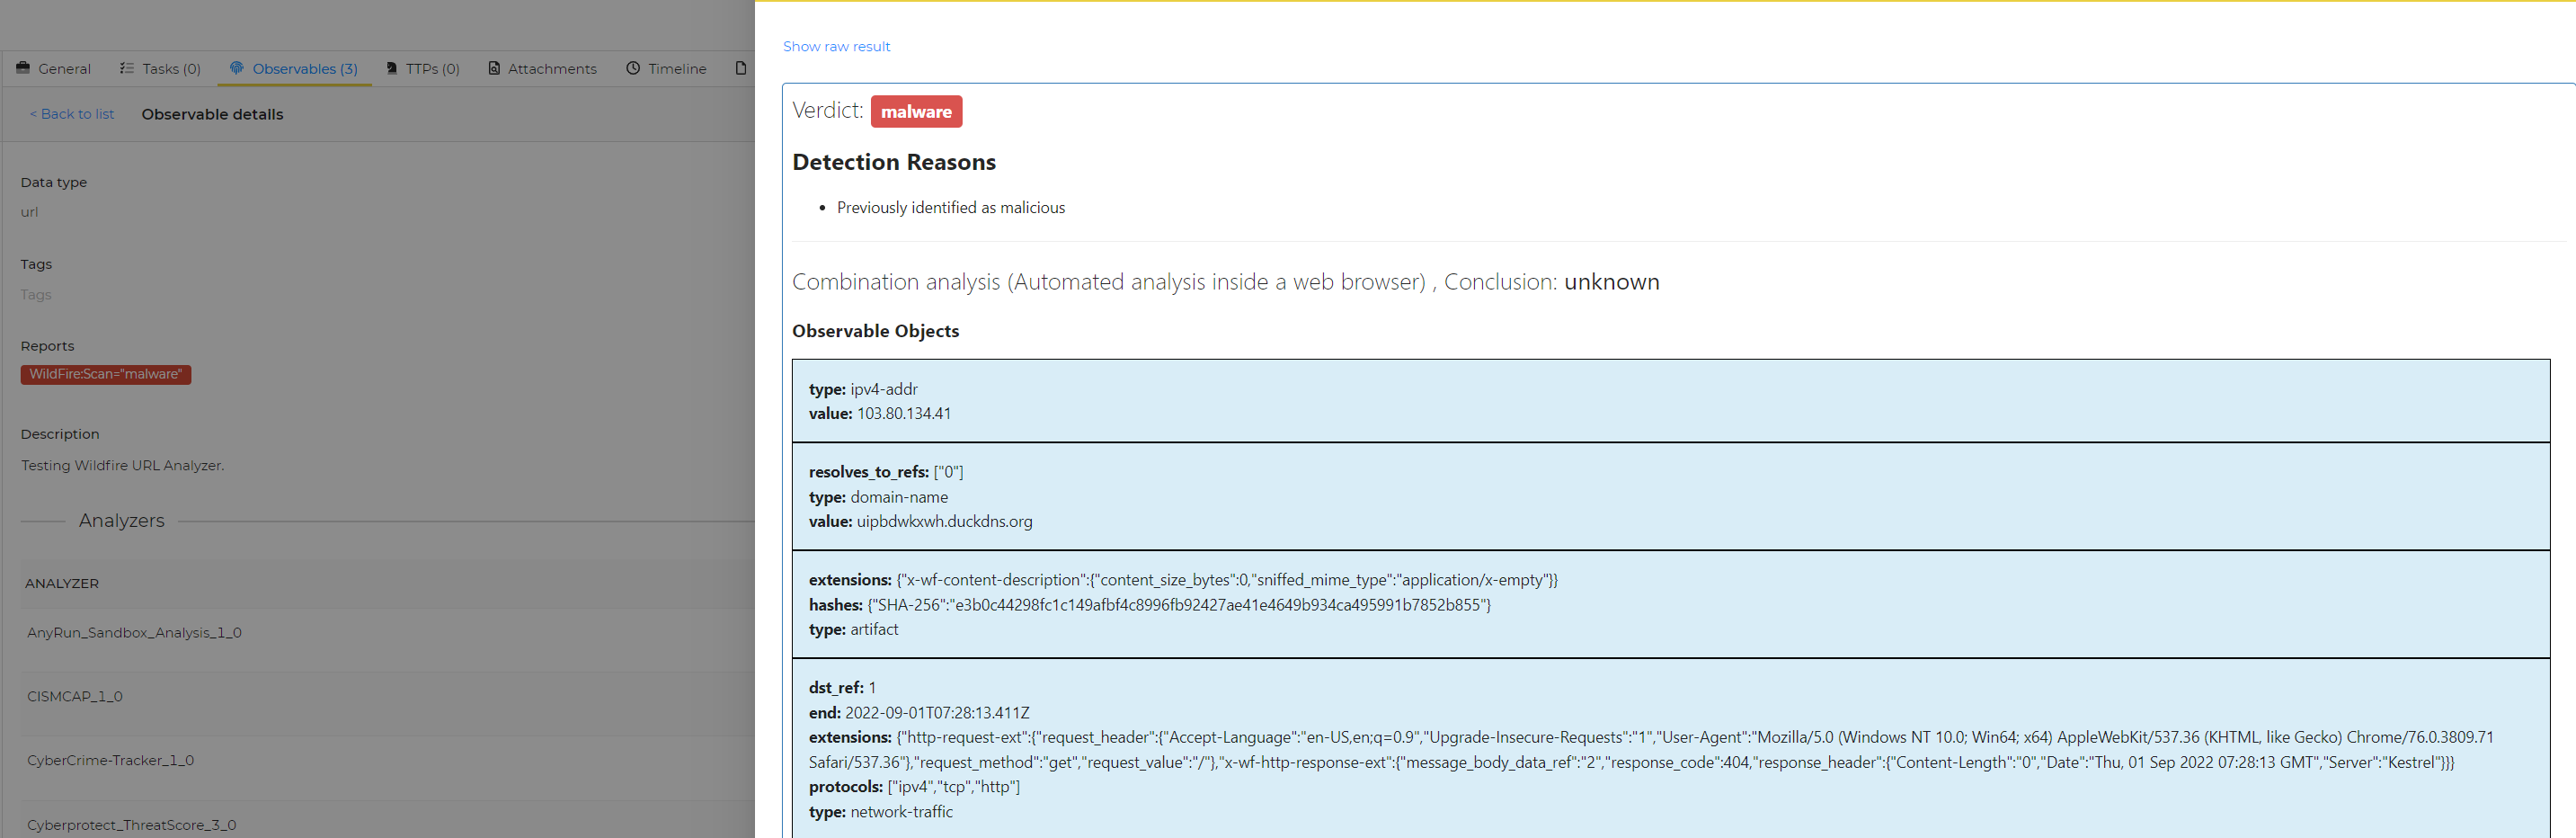 General Tasks (0) Observables (3) TTPs (0) Attachments Timeline
< Back to list Observable details
Data type
url
Tags
Tags
Reports
WildFire:Scan="malware"
Description
Testing Wildfire URL Analyzer.
Analyzers
ANALYZER
AnyRun_Sandbox_Analysis_1_0
CISMCAP_1_0
CyberCrime-Tracker_1_0
Cyberprotect_ThreatScore_3_0
Show raw result
Verdict: malware
Detection Reasons
• Previously identified as malicious
Combination analysis (Automated analysis inside a web browser) , Conclusion: unknown
Observable Objects
type: ipv4-addr
value: 103.80.134.41
resolves_to_refs: ["0"]
type: domain-name
value: uipbdwkxwh.duckdns.org
extensions: {"x-wf-content-description":{"content_size_bytes":0,"sniffed_mime_type":"application/x-empty"}}
hashes: {"SHA-256":"e3b0c44298fc1c149afbf4c8996fb92427ae41e4649b934ca495991b7852b855"}
type: artifact
dst_ref: 1
end: 2022-09-01T07:28:13.411Z
extensions: {"http-request-ext":{"request_header":{"Accept-Language":"en-US,en;q=0.9","Upgrade-Insecure-Requests":"1","User-Agent":"Mozilla/5.0 (Windows NT 10.0; Win64; x64) AppleWebKit/537.36 (KHTML, like Gecko) Chrome/76.0.3809.71
Safari/537.36"},"request_method":"get","request_value":"/"},"x-wf-http-response-ext":{"message_body_data_ref":"2","response_code":404,"response_header":{"Content-Length":"0","Date":"Thu, 01 Sep 2022 07:28:13 GMT","Server":"Kestrel"}}}
protocols: ["ipv4","tcp","http"]
type: network-traffic